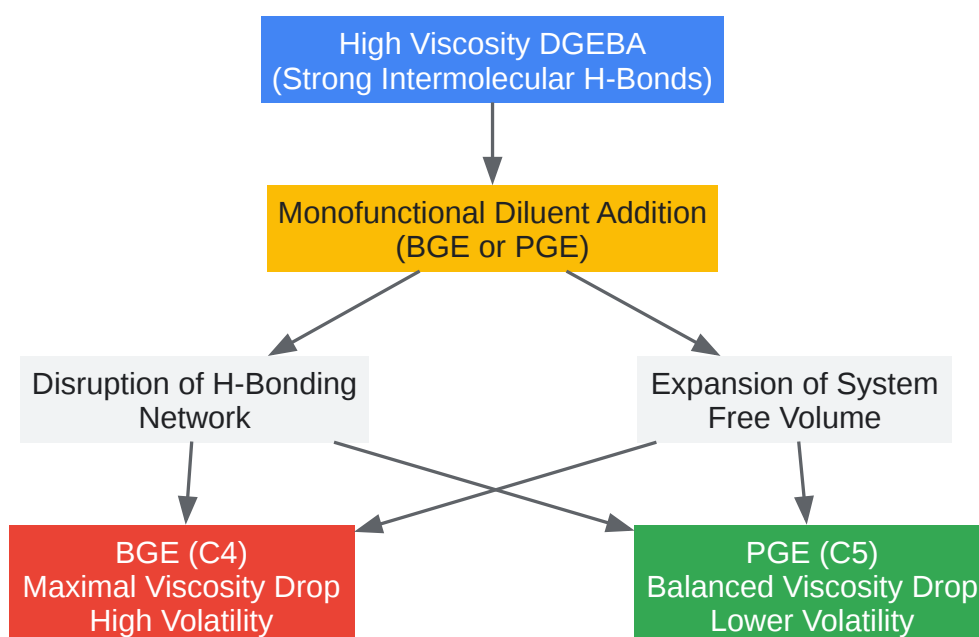 High Viscosity DGEBA
(Strong Intermolecular H-Bonds)
Monofunctional Diluent Addition
(BGE or PGE)
Disruption of H-Bonding
Network
Expansion of System
Free Volume
BGE (C4)
Maximal Viscosity Drop
High Volatility
PGE (C5)
Balanced Viscosity Drop
Lower Volatility